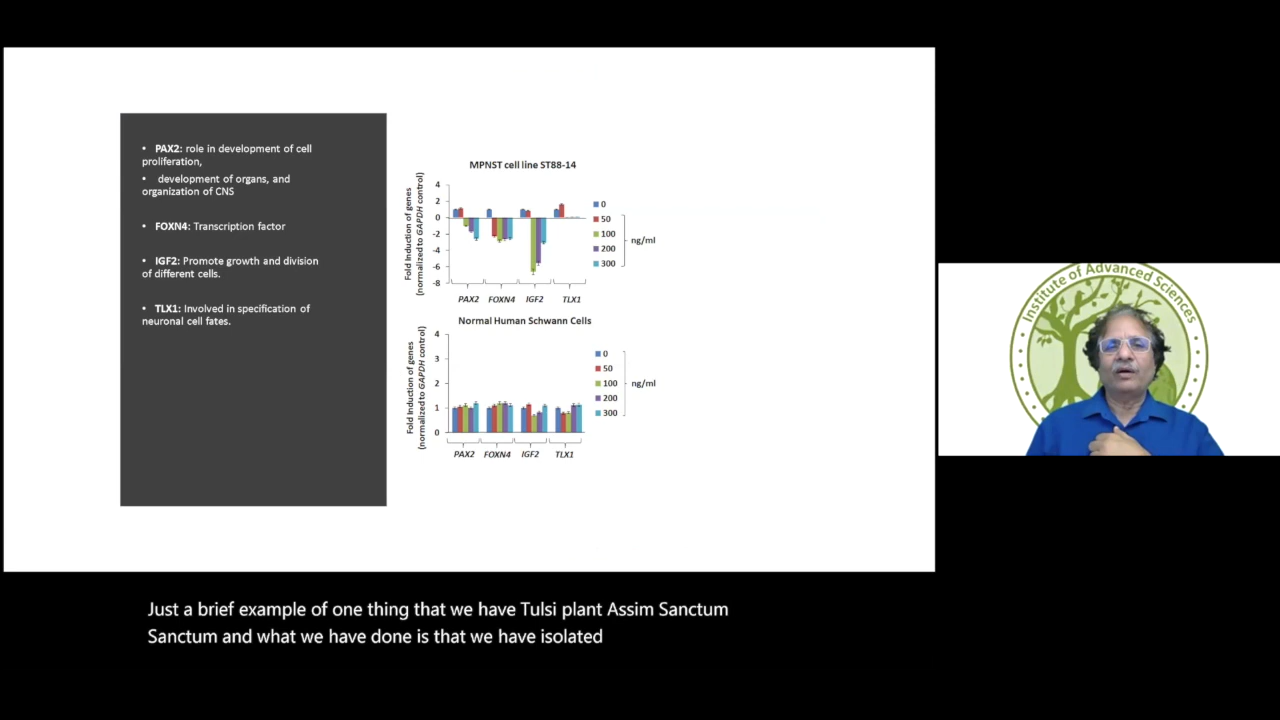 • PAX2: role in development of cell
proliferation,
• development of organs, and
organization of CNS
• FOXN4: Transcription factor
• IGF2: Promote growth and division
of different cells.
• TLX1: Involved in specification of
neuronal cell fates.
MPNST cell line ST88-14
Fold Induction of genes
(normalized to GAPDH control)
4
2
0
-2
-4
-6
-8
PAX2 FOXN4 IGF2 TLX1
0
50
100
200
300
ng/ml
Normal Human Schwann Cells
Fold Induction of genes
(normalized to GAPDH control)
4
3
2
1
0
PAX2 FOXN4 IGF2 TLX1
0
50
100
200
300
ng/ml
Institute of Advanced Sciences
Just a brief example of one thing that we have Tulsi plant Assim Sanctum
Sanctum and what we have done is that we have isolated